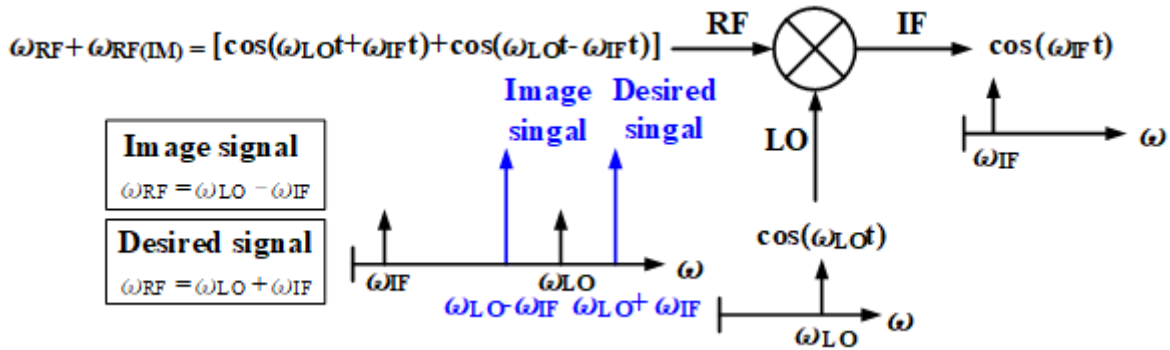 ωRF+ωRF(IM) = [cos(ωLOt+ωIFt)+cos(ωLOt-ωIFt)]
RF
IF
cos(ωIFt)
Image singal
Desired singal
LO
ωIF
ω
Image signal
ωRF = ωLO − ωIF
Desired signal
ωRF = ωLO + ωIF
cos(ωLOt)
ωIF
ωLO
ω
ωLO-ωIF
ωLO+ ωIF
ωLO
ω